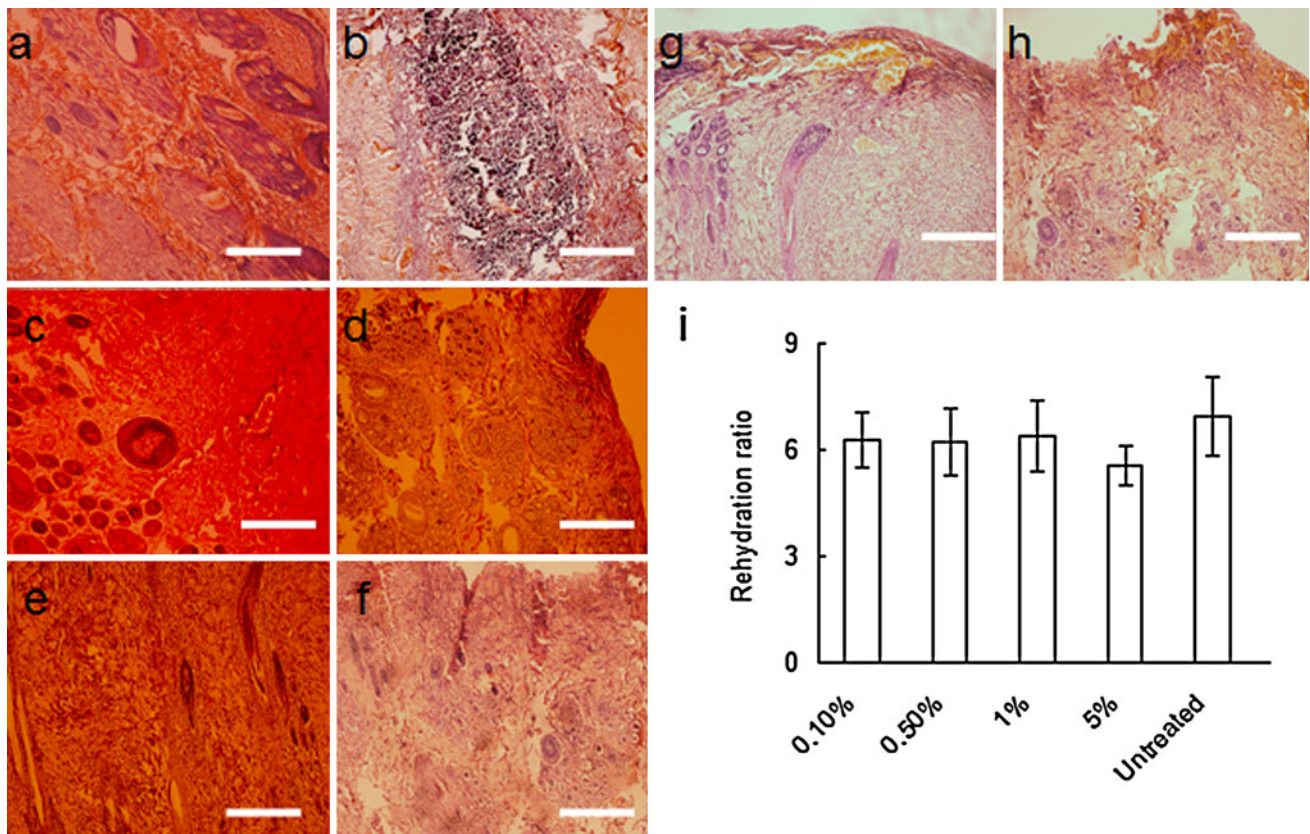 a
b
g
h
c
d
e
f
i
9
6
3
0
Rehydration ratio
0.10%
0.50%
1%
5%
Untreated